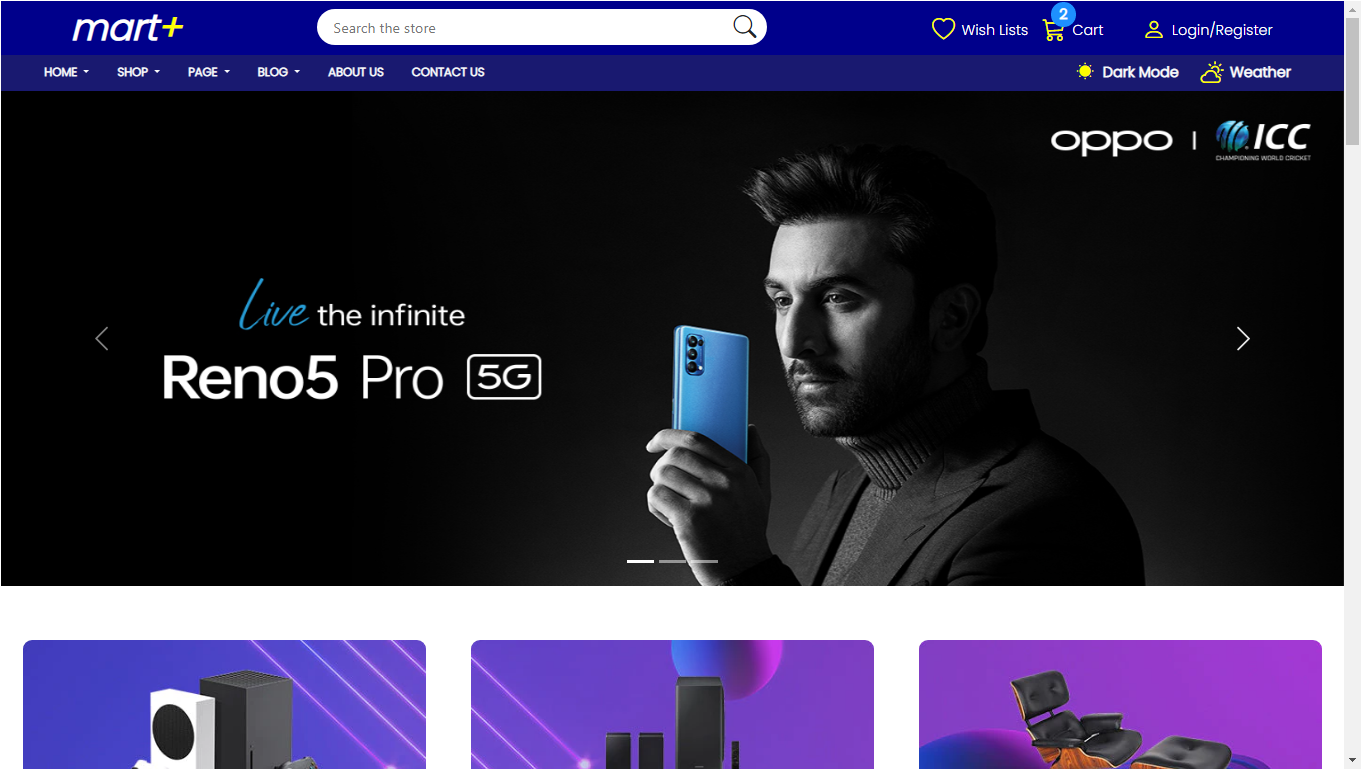 mart+
Search the store
Wish Lists
2
Cart
Login/Register
HOME
SHOP
PAGE
BLOG
ABOUT US
CONTACT US
Dark Mode
Weather
oppo | ICC
CHAMPIONING WORLD CRICKET
Live the infinite
Reno5 Pro 5G